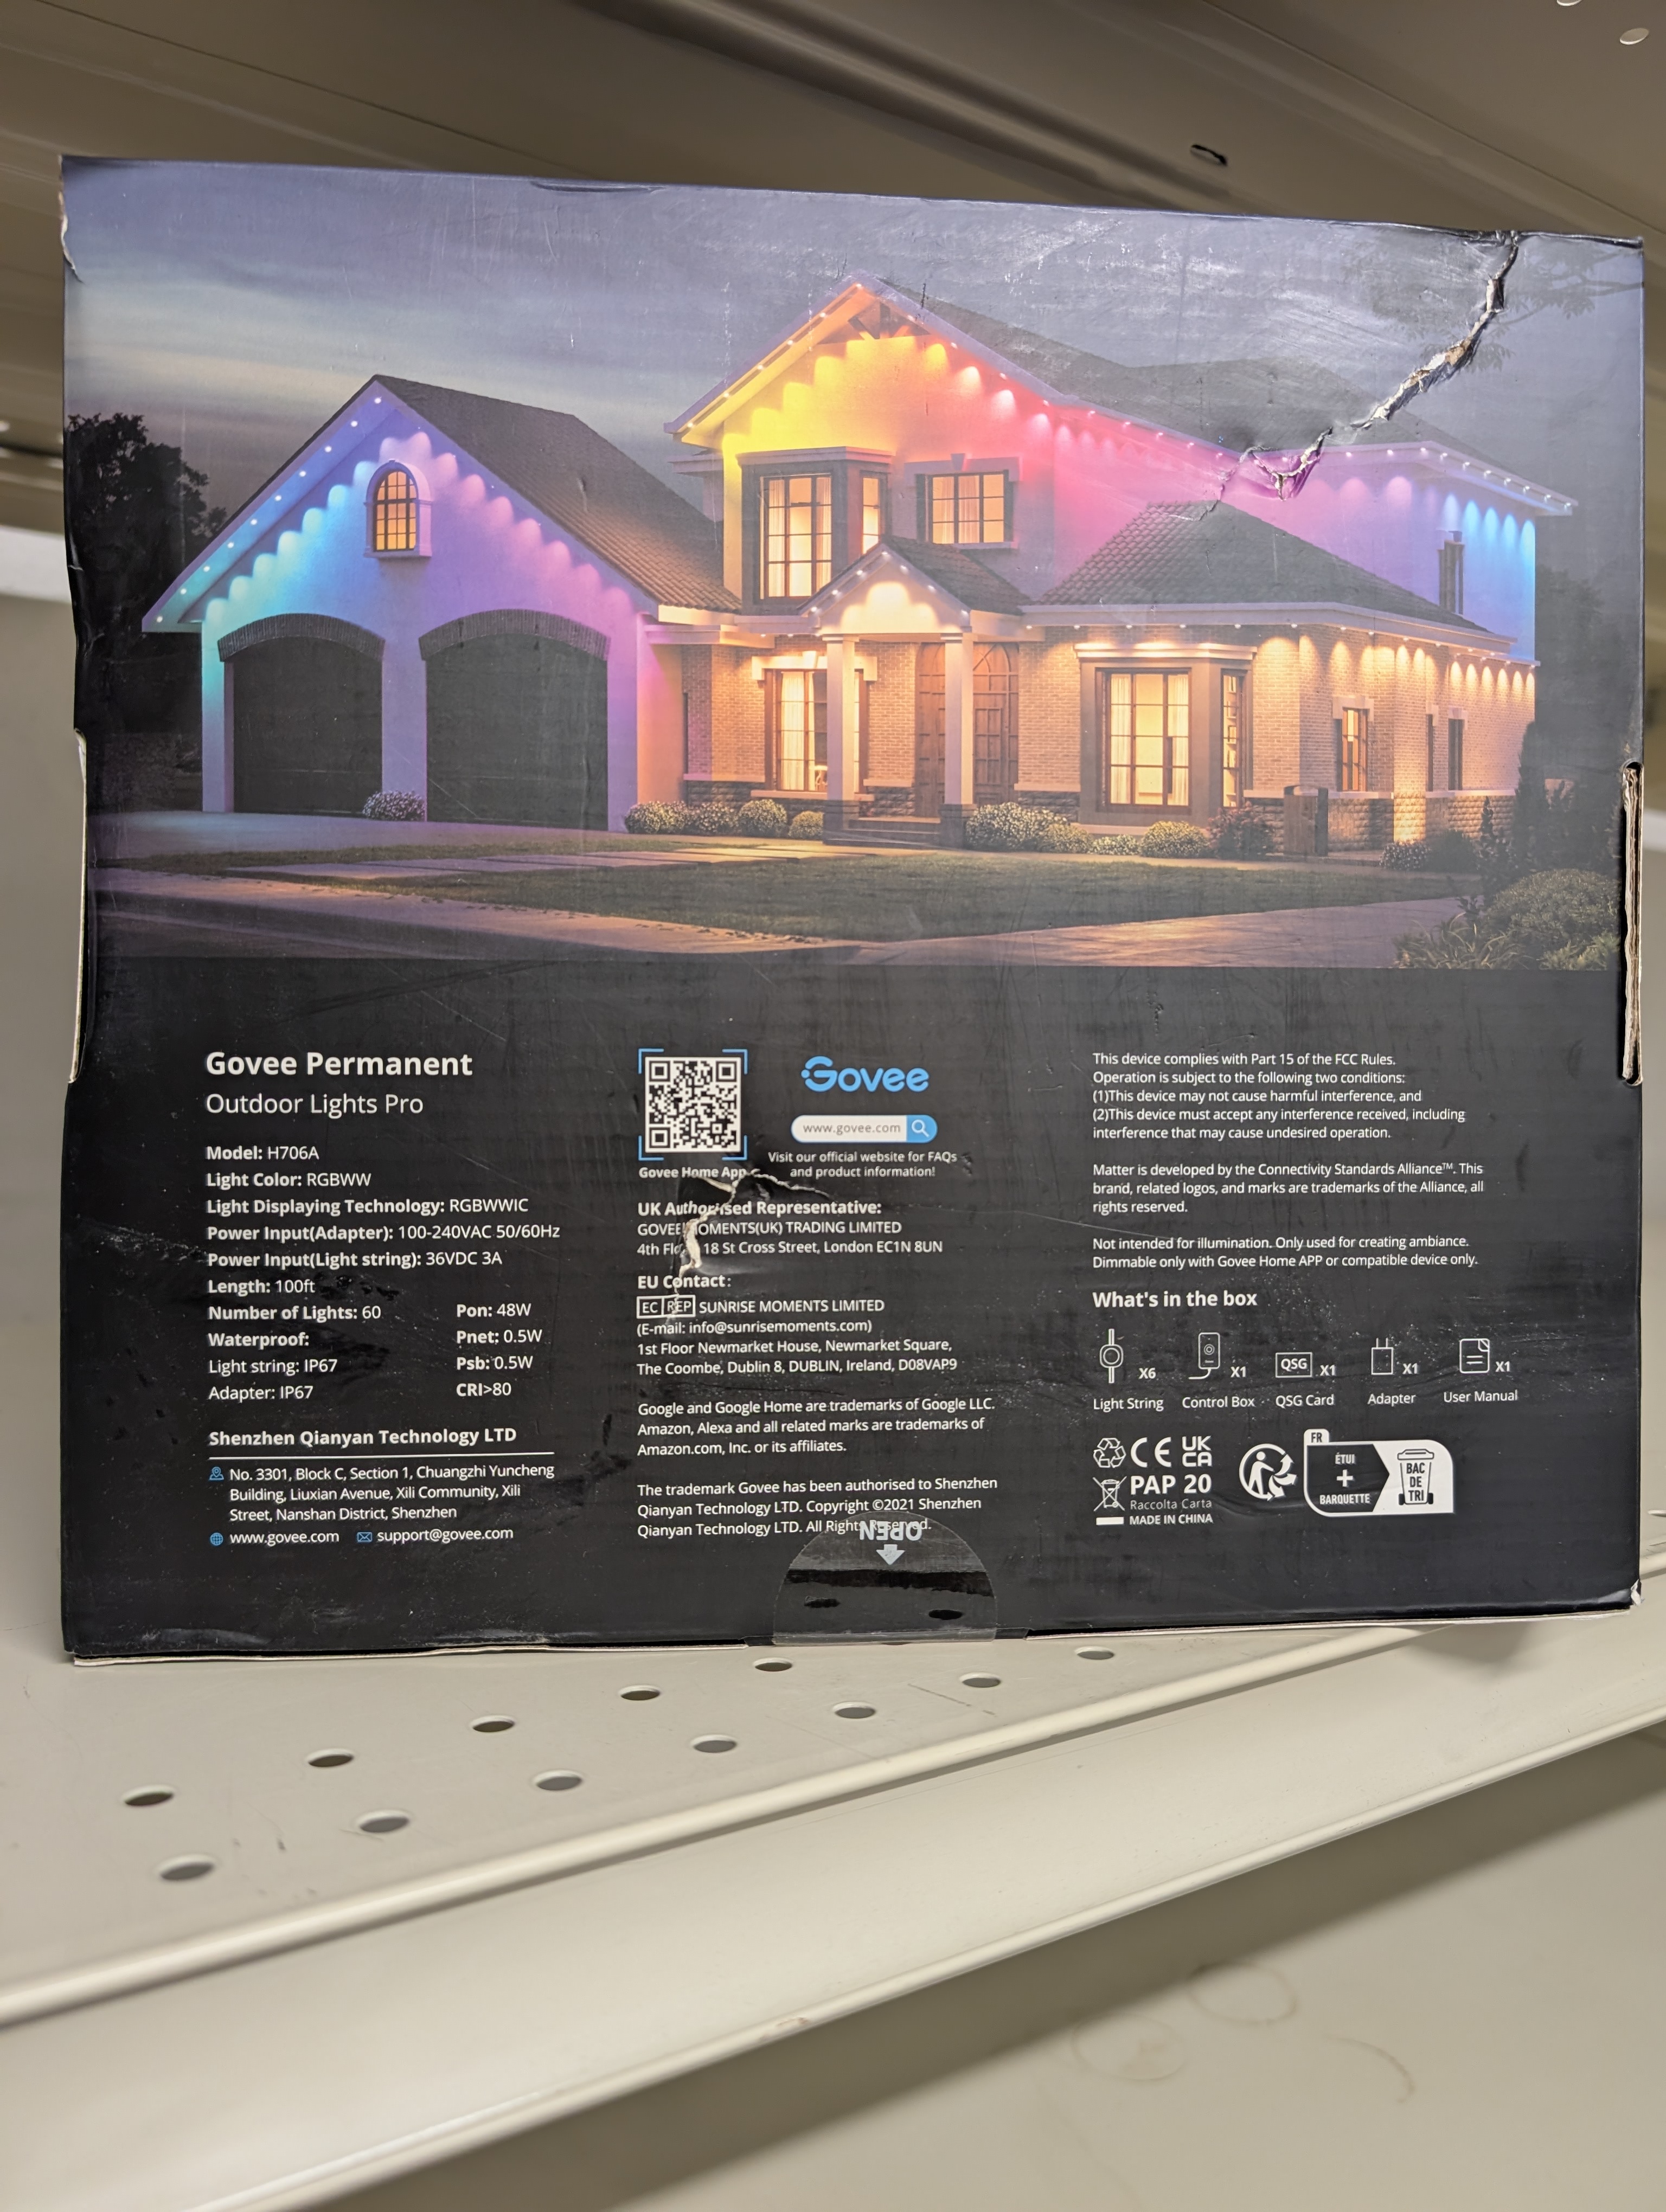 Govee Permanent
Outdoor Lights Pro
Model: H706A
Light Color: RGBWW
Light Displaying Technology: RGBWWIC
Power Input(Adapter): 100-240VAC 50/60Hz
Power Input(Light string): 36VDC 3A
Length: 100ft
Number of Lights: 60
Waterproof:
Light string: IP67
Adapter: IP67
Pon: 48W
Pnet: 0.5W
Psb: 0.5W
CRI>80
Shenzhen Qianyan Technology LTD
No. 3301, Block C, Section 1, Chuangzhi Yuncheng
Building, Liuxian Avenue, Xili Community, Xili
Street, Nanshan District, Shenzhen
www.govee.com support@govee.com
Govee Home App
Govee
www.govee.com
Visit our official website for FAQs
and product information!
UK Authorised Representative:
GOVEE MOMENTS(UK) TRADING LIMITED
4th 18 St Cross Street, London EC1N 8UN
EU Contact:
EC REP SUNRISE MOMENTS LIMITED
(E-mail: info@sunrisemoments.com)
1st Floor Newmarket House, Newmarket Square,
The Coombe, Dublin 8, DUBLIN, Ireland, D08VAP9
Google and Google Home are trademarks of Google LLC.
Amazon, Alexa and all related marks are trademarks of
Amazon.com, Inc. or its affiliates.
The trademark Govee has been authorised to Shenzhen
Qianyan Technology LTD. Copyright ©2021 Shenzhen
Qianyan Technology LTD. All Rights Reserved.
OPEN
This device complies with Part 15 of the FCC Rules.
Operation is subject to the following two conditions:
(1)This device may not cause harmful interference, and
(2)This device must accept any interference received, including
interference that may cause undesired operation.
Matter is developed by the Connectivity Standards Alliance™. This
brand, related logos, and marks are trademarks of the Alliance, all
rights reserved.
Not intended for illumination. Only used for creating ambiance.
Dimmable only with Govee Home APP or compatible device only.
What's in the box
X6
Light String
X1
Control Box
QSG X1
QSG Card
X1
Adapter
X1
User Manual
CE UK CA
PAP 20
Raccolta Carta
MADE IN CHINA
FR
ÉTUI
+
BARQUETTE
BAC
DE
TRI